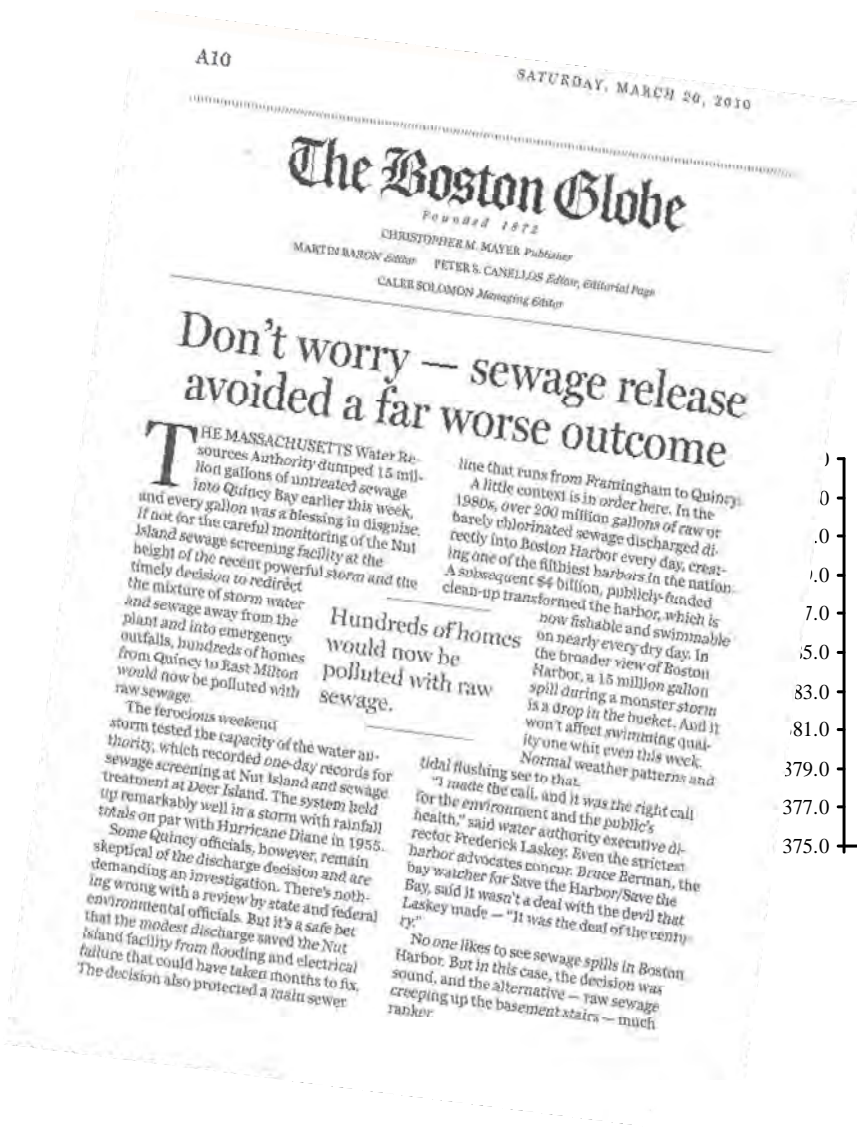 A10
SATURDAY, MARCH 20, 2010
The Boston Globe
Founded 1872
CHRISTOPHER M. MAYER Publisher
MARTIN BARON Editor PETER S. CANELLOS Editor, Editorial Page
CALEB SOLOMON Managing Editor
Don't worry — sewage release
avoided a far worse outcome
THE MASSACHUSETTS Water Re-
sources Authority dumped 15 mil-
lion gallons of untreated sewage
into Quincy Bay earlier this week,
and every gallon was a blessing in disguise.
If not for the careful monitoring of the Nut
Island sewage screening facility at the
height of the recent powerful storm and the
timely decision to redirect
the mixture of storm water
and sewage away from the
plant and into emergency
outfalls, hundreds of homes
from Quincy to East Milton
would now be polluted with
raw sewage.
The ferocious weekend
storm tested the capacity of the water au-
thority, which recorded one-day records for
sewage screening at Nut Island and sewage
treatment at Deer Island. The system held
up remarkably well in a storm with rainfall
totals on par with Hurricane Diane in 1955.
Some Quincy officials, however, remain
skeptical of the discharge decision and are
demanding an investigation. There's noth-
ing wrong with a review by state and federal
environmental officials. But it's a safe bet
that the modest discharge saved the Nut
Island facility from flooding and electrical
failure that could have taken months to fix.
The decision also protected a main sewer
Hundreds of homes
would now be
polluted with raw
sewage.
line that runs from Framingham to Quincy.
A little context is in order here. In the
1980s, over 200 million gallons of raw or
barely chlorinated sewage discharged di-
rectly into Boston Harbor every day, creat-
ing one of the filthiest harbors in the nation.
A subsequent $4 billion, publicly-funded
clean-up transformed the harbor, which is
now fishable and swimmable
on nearly every dry day. In
the broader view of Boston
Harbor, a 15 million gallon
spill during a monster storm
is a drop in the bucket. And it
won't affect swimming qual-
ity one whit even this week.
Normal weather patterns and
tidal flushing see to that.
"I made the call, and it was the right call
for the environment and the public's
health," said water authority executive di-
rector Frederick Laskey. Even the strictest
harbor advocates concur. Bruce Berman, the
bay watcher for Save the Harbor/Save the
Bay, said it wasn't a deal with the devil that
Laskey made — "It was the deal of the centu
ry."
No one likes to see sewage spills in Boston
Harbor. But in this case, the decision was
sound, and the alternative — raw sewage
creeping up the basement stairs — much
ranker.
0
.0
.0
7.0
5.0
83.0
81.0
379.0
377.0
375.0